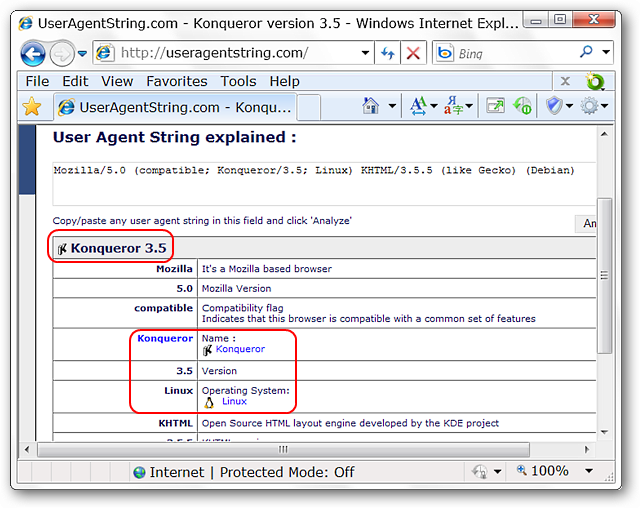 UserAgentString.com - Konqueror version 3.5 - Windows Internet Expl...
http://useragentstring.com/
Bing
File Edit View Favorites Tools Help
UserAgentString.com - Konqu...
User Agent String explained :
Mozilla/5.0 (compatible; Konqueror/3.5; Linux) KHTML/3.5.5 (like Gecko) (Debian)
Copy/paste any user agent string in this field and click 'Analyze'
An
Konqueror 3.5
Mozilla It's a Mozilla based browser
5.0 Mozilla Version
compatible Compatibility flag
Indicates that this browser is compatible with a common set of features
Konqueror Name :
Konqueror
3.5 Version
Linux Operating System:
Linux
KHTML Open Source HTML layout engine developed by the KDE project
Internet | Protected Mode: Off
100%